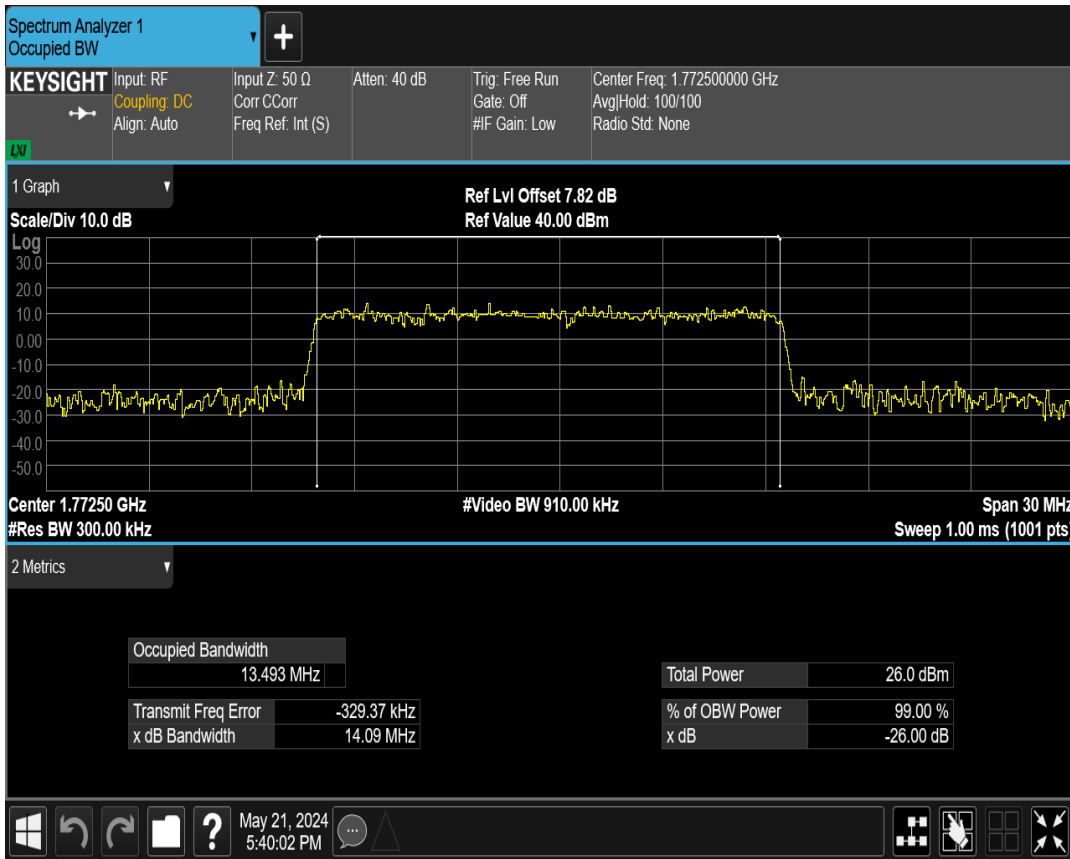 Spectrum Analyzer 1
Occupied BW
KEYSIGHT
LXI
Input: RF
Coupling: DC
Align: Auto
Input Z: 50 Ω
Corr CCorr
Freq Ref: Int (S)
Atten: 40 dB
Trig: Free Run
Gate: Off
#IF Gain: Low
Center Freq: 1.772500000 GHz
Avg|Hold: 100/100
Radio Std: None
1 Graph
Ref Lvl Offset 7.82 dB
Scale/Div 10.0 dB
Ref Value 40.00 dBm
Log
30.0
20.0
10.0
0.00
-10.0
-20.0
-30.0
-40.0
-50.0
Center 1.77250 GHz
#Video BW 910.00 kHz
Span 30 MHz
#Res BW 300.00 kHz
Sweep 1.00 ms (1001 pts)
2 Metrics
Occupied Bandwidth
13.493 MHz
Total Power 26.0 dBm
Transmit Freq Error -329.37 kHz
% of OBW Power 99.00 %
x dB Bandwidth 14.09 MHz
x dB -26.00 dB
May 21, 2024
5:40:02 PM